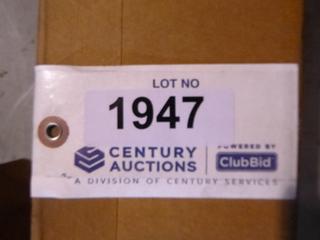 LOT NO
1947
CENTURY AUCTIONS
POWERED BY
ClubBid
A DIVISION OF CENTURY SERVICES